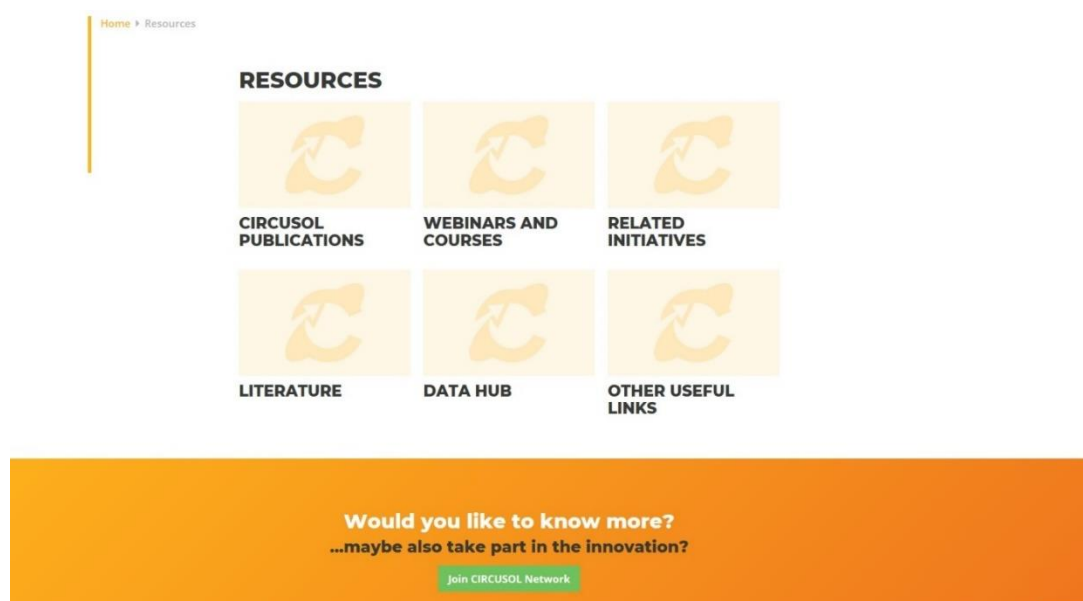 Home ▸ Resources
RESOURCES
CIRCUSOL
PUBLICATIONS
WEBINARS AND
COURSES
RELATED
INITIATIVES
LITERATURE
DATA HUB
OTHER USEFUL
LINKS
Would you like to know more?
...maybe also take part in the innovation?
Join CIRCUSOL Network